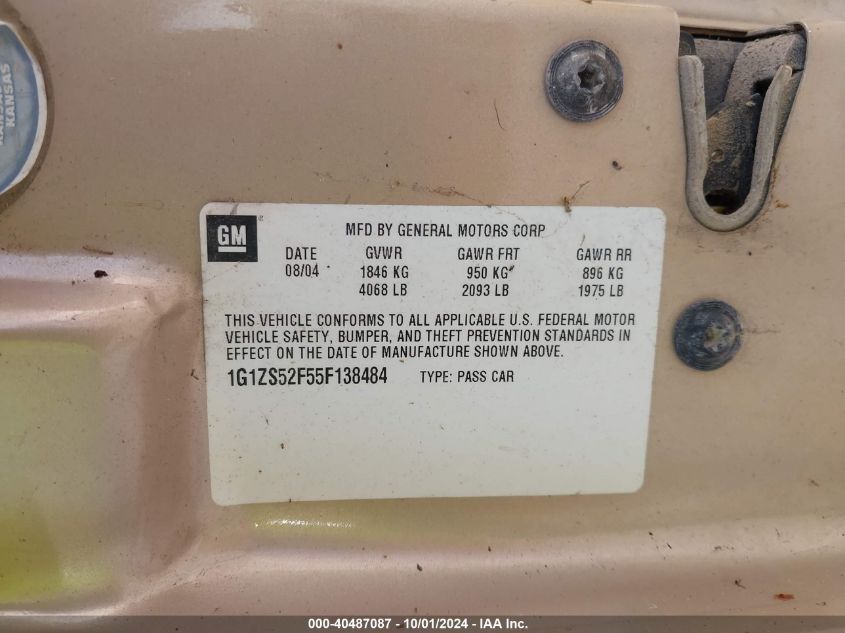 KANSAS
KANSAS
GM
MFD BY GENERAL MOTORS CORP
DATE GVWR GAWR FRT GAWR RR
08/04 1846 KG 950 KG 896 KG
4068 LB 2093 LB 1975 LB
THIS VEHICLE CONFORMS TO ALL APPLICABLE U.S. FEDERAL MOTOR
VEHICLE SAFETY, BUMPER, AND THEFT PREVENTION STANDARDS IN
EFFECT ON THE DATE OF MANUFACTURE SHOWN ABOVE.
1G1ZS52F55F138484 TYPE: PASS CAR
000-40487087 - 10/01/2024 - IAA Inc.